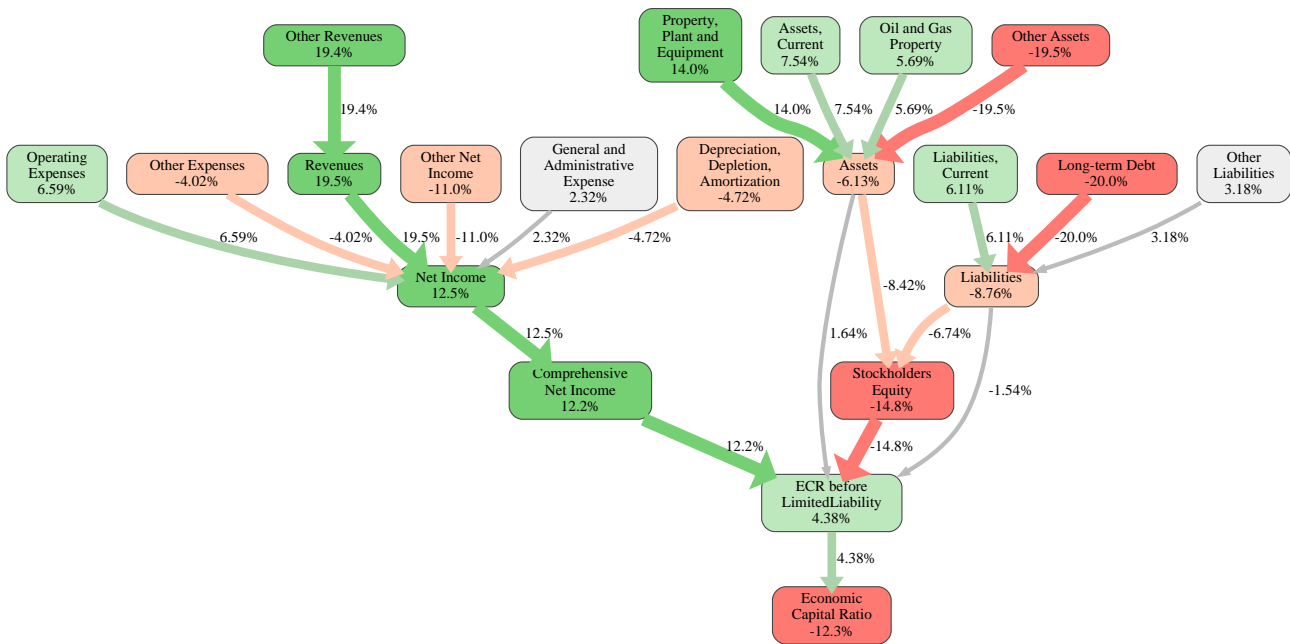 Other Revenues
19.4%
Property,
Plant and
Equipment
14.0%
Assets,
Current
7.54%
Oil and Gas
Property
5.69%
Other Assets
-19.5%
19.4%
14.0%
7.54%
5.69%
-19.5%
Operating
Expenses
6.59%
Other Expenses
-4.02%
Revenues
19.5%
Other Net
Income
-11.0%
General and
Administrative
Expense
2.32%
Depreciation,
Depletion,
Amortization
-4.72%
Assets
-6.13%
Liabilities,
Current
6.11%
Long-term Debt
-20.0%
Other
Liabilities
3.18%
6.59%
-4.02%
19.5%
-11.0%
2.32%
-4.72%
6.11%
-20.0%
3.18%
Net Income
12.5%
Liabilities
-8.76%
-8.42%
12.5%
1.64%
-6.74%
Comprehensive
Net Income
12.2%
Stockholders
Equity
-14.8%
-1.54%
12.2%
-14.8%
ECR before
LimitedLiability
4.38%
4.38%
Economic
Capital Ratio
-12.3%